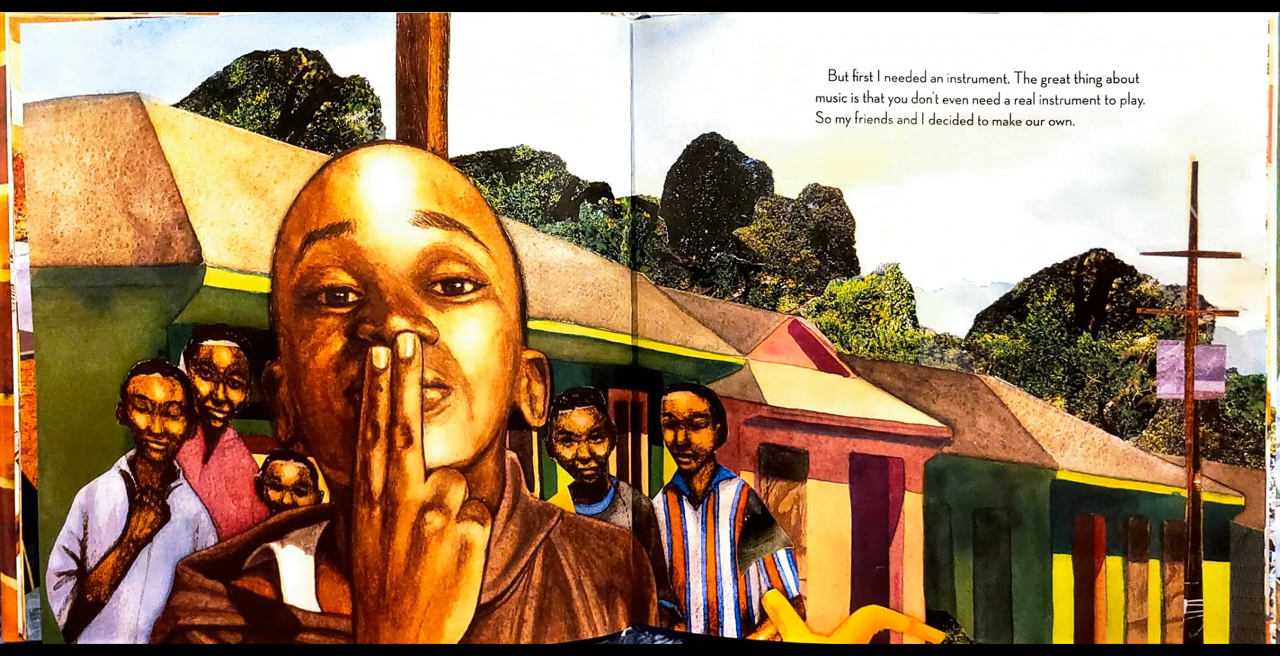 But first I needed an instrument. The great thing about
music is that you don't even need a real instrument to play.
So my friends and I decided to make our own.